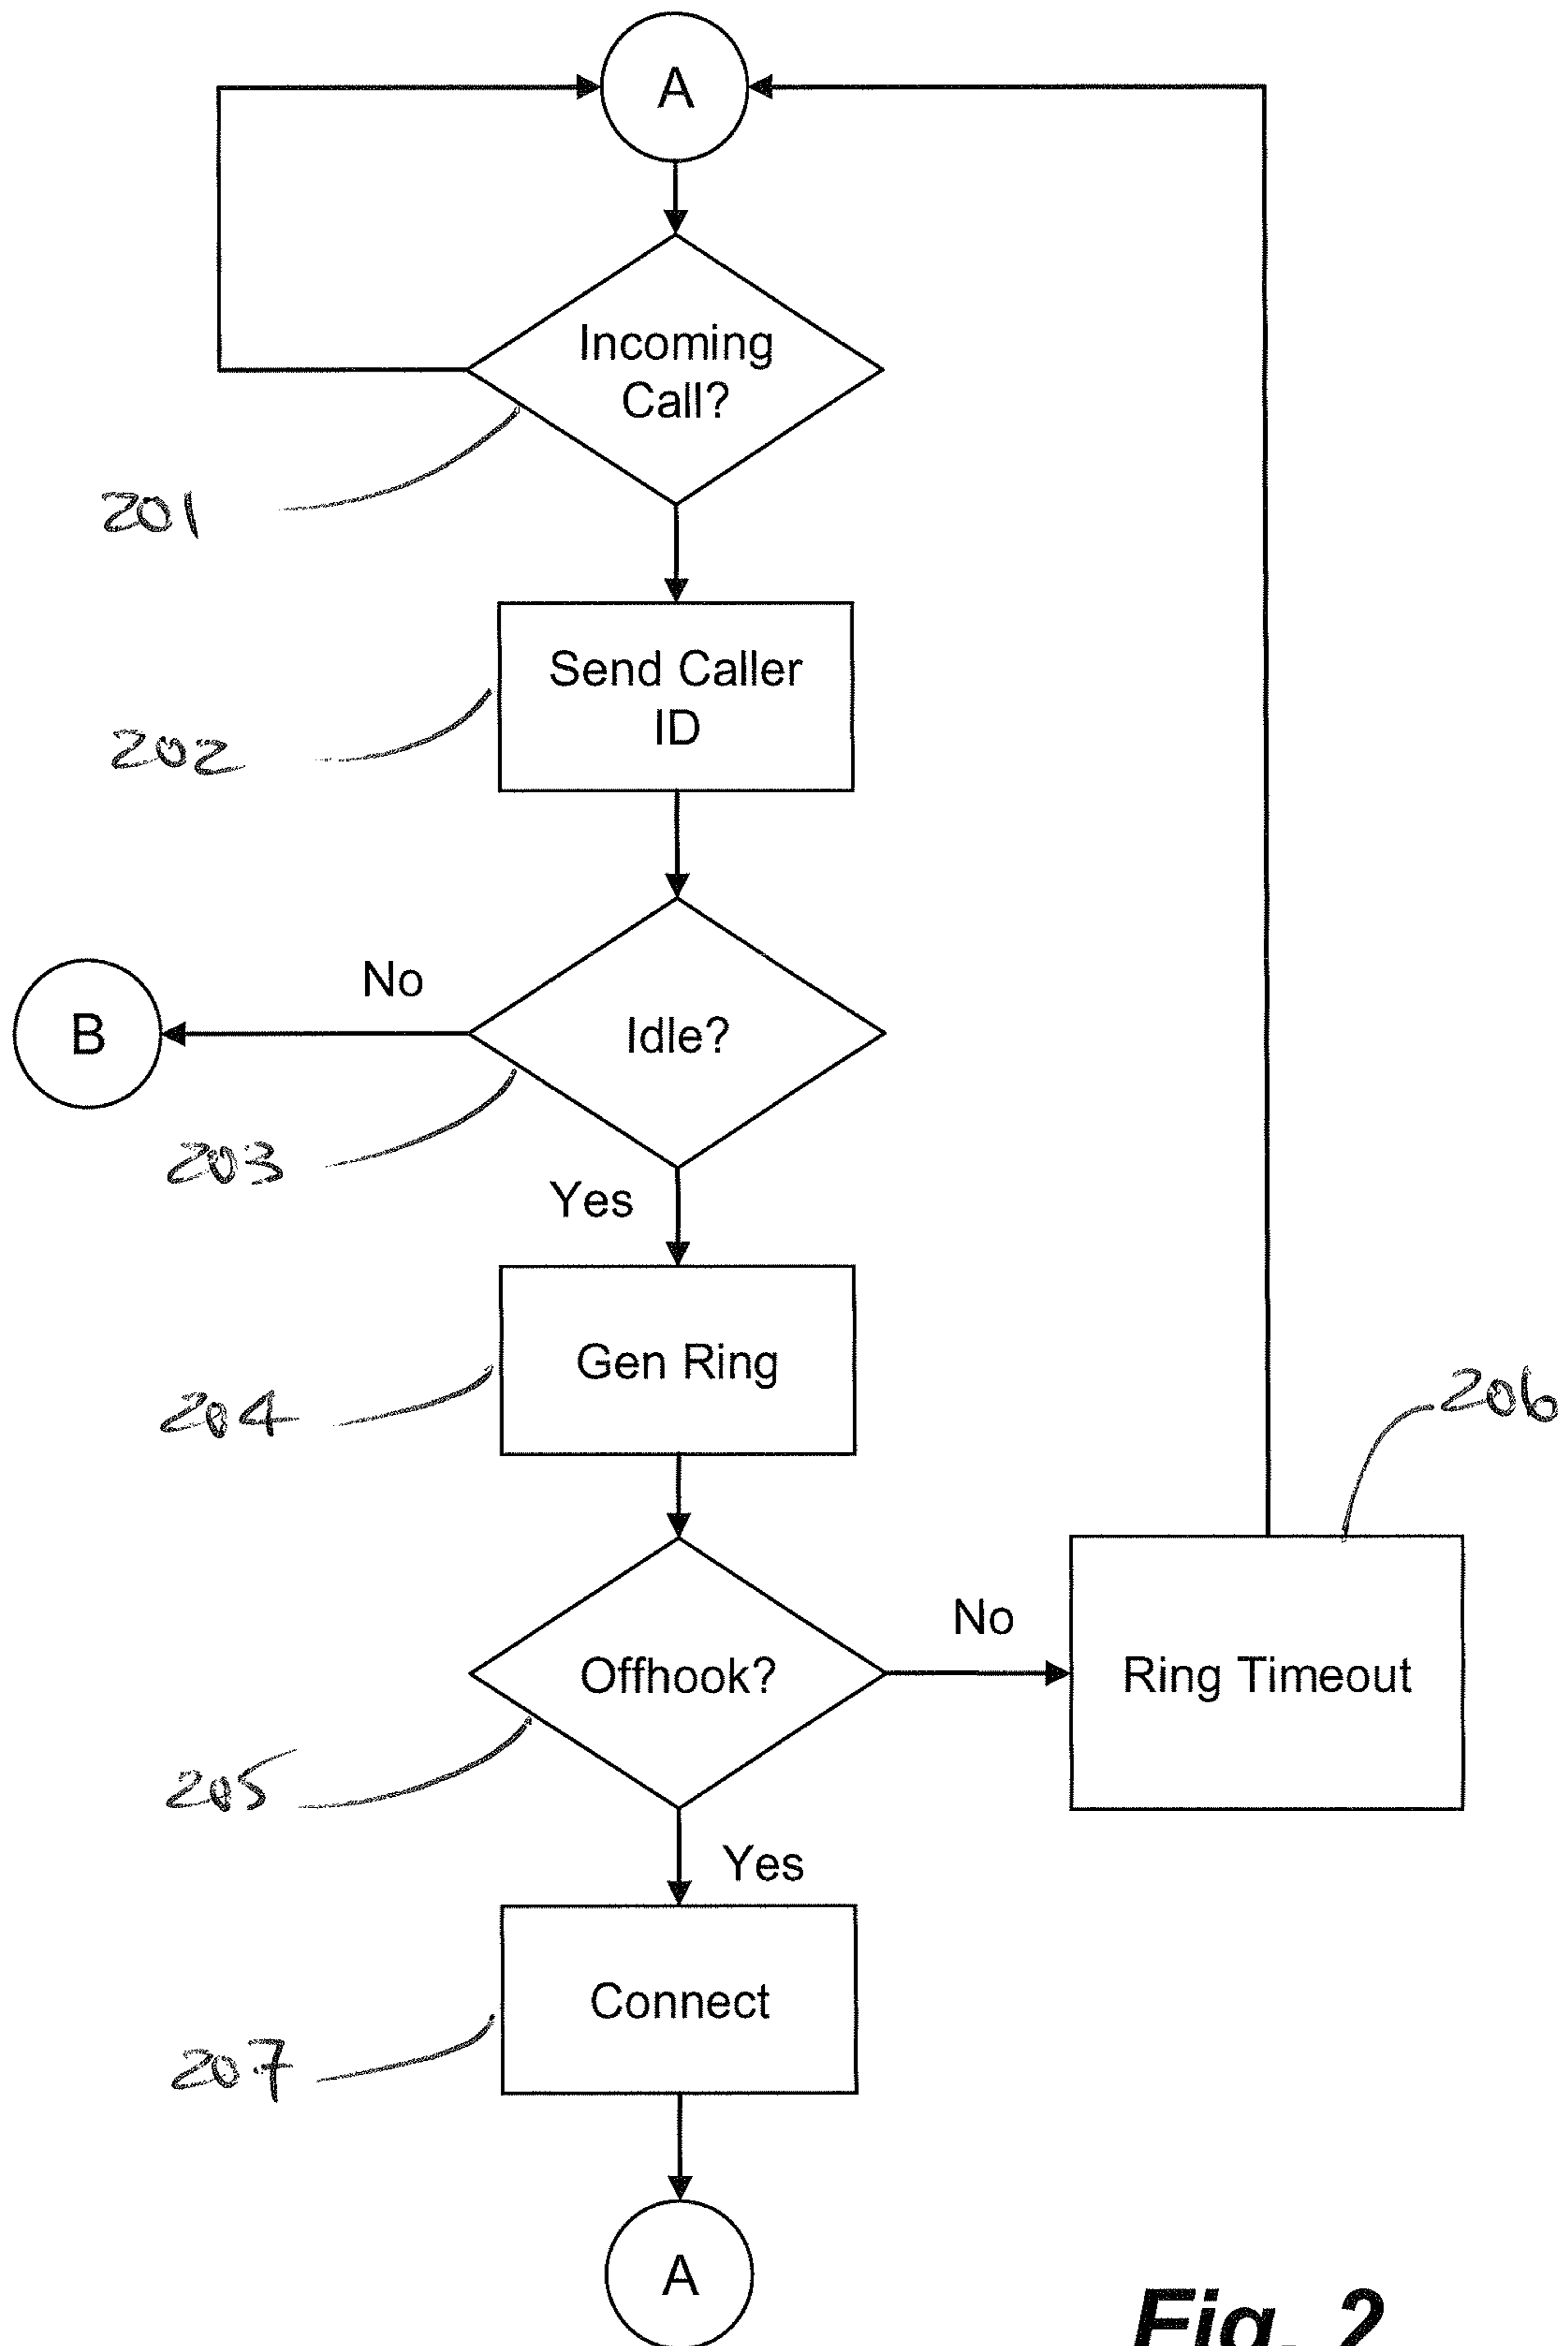 A
Incoming
Call?
201
Send Caller
ID
202
No
B
Idle?
203
Yes
Gen Ring
204
206
No
Offhook?
Ring Timeout
205
Yes
Connect
207
A
Fig. 2